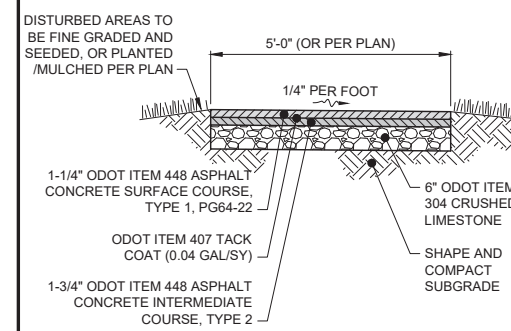 DISTURBED AREAS TO
BE FINE GRADED AND
SEEDED, OR PLANTED
/MULCHED PER PLAN
5'-0" (OR PER PLAN)
1/4" PER FOOT
1-1/4" ODOT ITEM 448 ASPHALT
CONCRETE SURFACE COURSE,
TYPE 1, PG64-22
ODOT ITEM 407 TACK
COAT (0.04 GAL/SY)
1-3/4" ODOT ITEM 448 ASPHALT
CONCRETE INTERMEDIATE
COURSE, TYPE 2
6" ODOT ITEM
304 CRUSHED
LIMESTONE
SHAPE AND
COMPACT
SUBGRADE